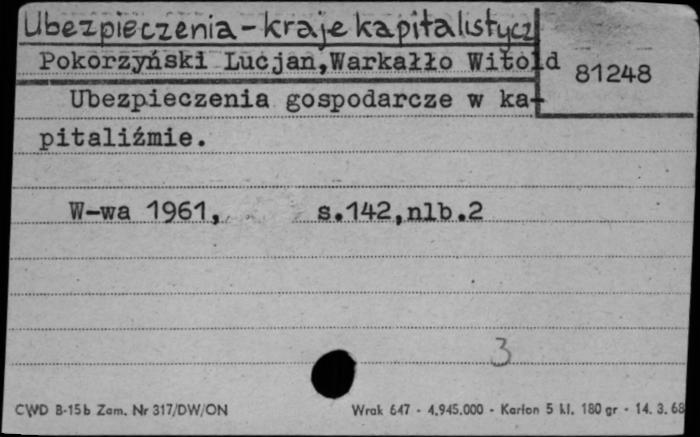 Ubezpieczenia - kraje kapitalistycz
Pokorzyński Lucjan,Warkałło Witold
81248
Ubezpieczenia gospodarcze w ka-
pitaliźmie.
W-wa 1961, s.142,nlb.2
3
CWD B-15b Zam. Nr 317/DW/ON Wrak 647 - 4.945.000 - Karton 5 kl. 180 gr - 14. 3. 68